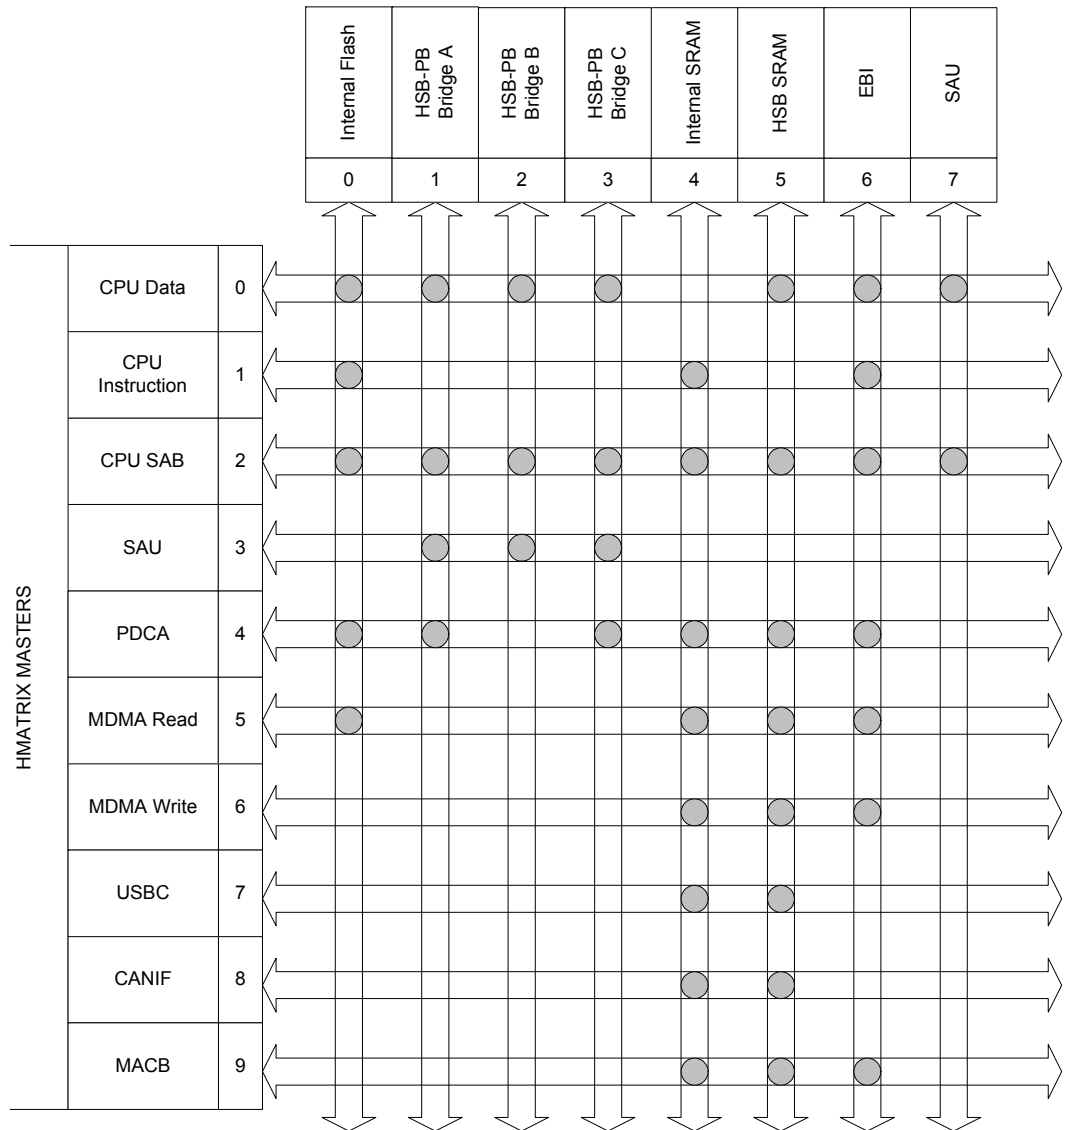 Internal Flash
HSB-PB
Bridge A
HSB-PB
Bridge B
HSB-PB
Bridge C
Internal SRAM
HSB SRAM
EBI
SAU
0 1 2 3 4 5 6 7
HMATRIX MASTERS
CPU Data 0
CPU
Instruction 1
CPU SAB 2
SAU 3
PDCA 4
MDMA Read 5
MDMA Write 6
USBC 7
CANIF 8
MACB 9